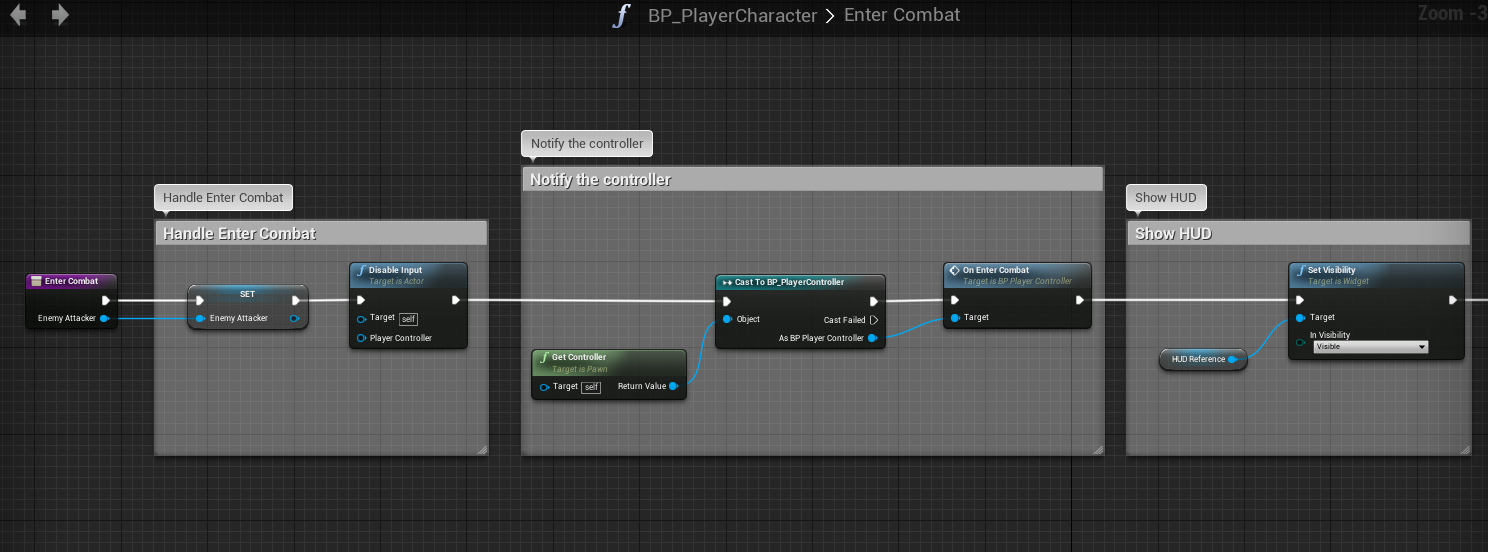 BP_PlayerCharacter > Enter Combat
Zoom -3
Notify the controller
Handle Enter Combat
Show HUD
Notify the controller
Handle Enter Combat
Show HUD
Enter Combat
Enemy Attacker
SET
Enemy Attacker
Disable Input
Target is Actor
Target self
Player Controller
Get Controller
Target is Pawn
Target self
Return Value
Cast To BP_PlayerController
Object
Cast Failed
As BP Player Controller
On Enter Combat
Target is BP Player Controller
Target
HUD Reference
Set Visibility
Target is Widget
Target
In Visibility
Visible